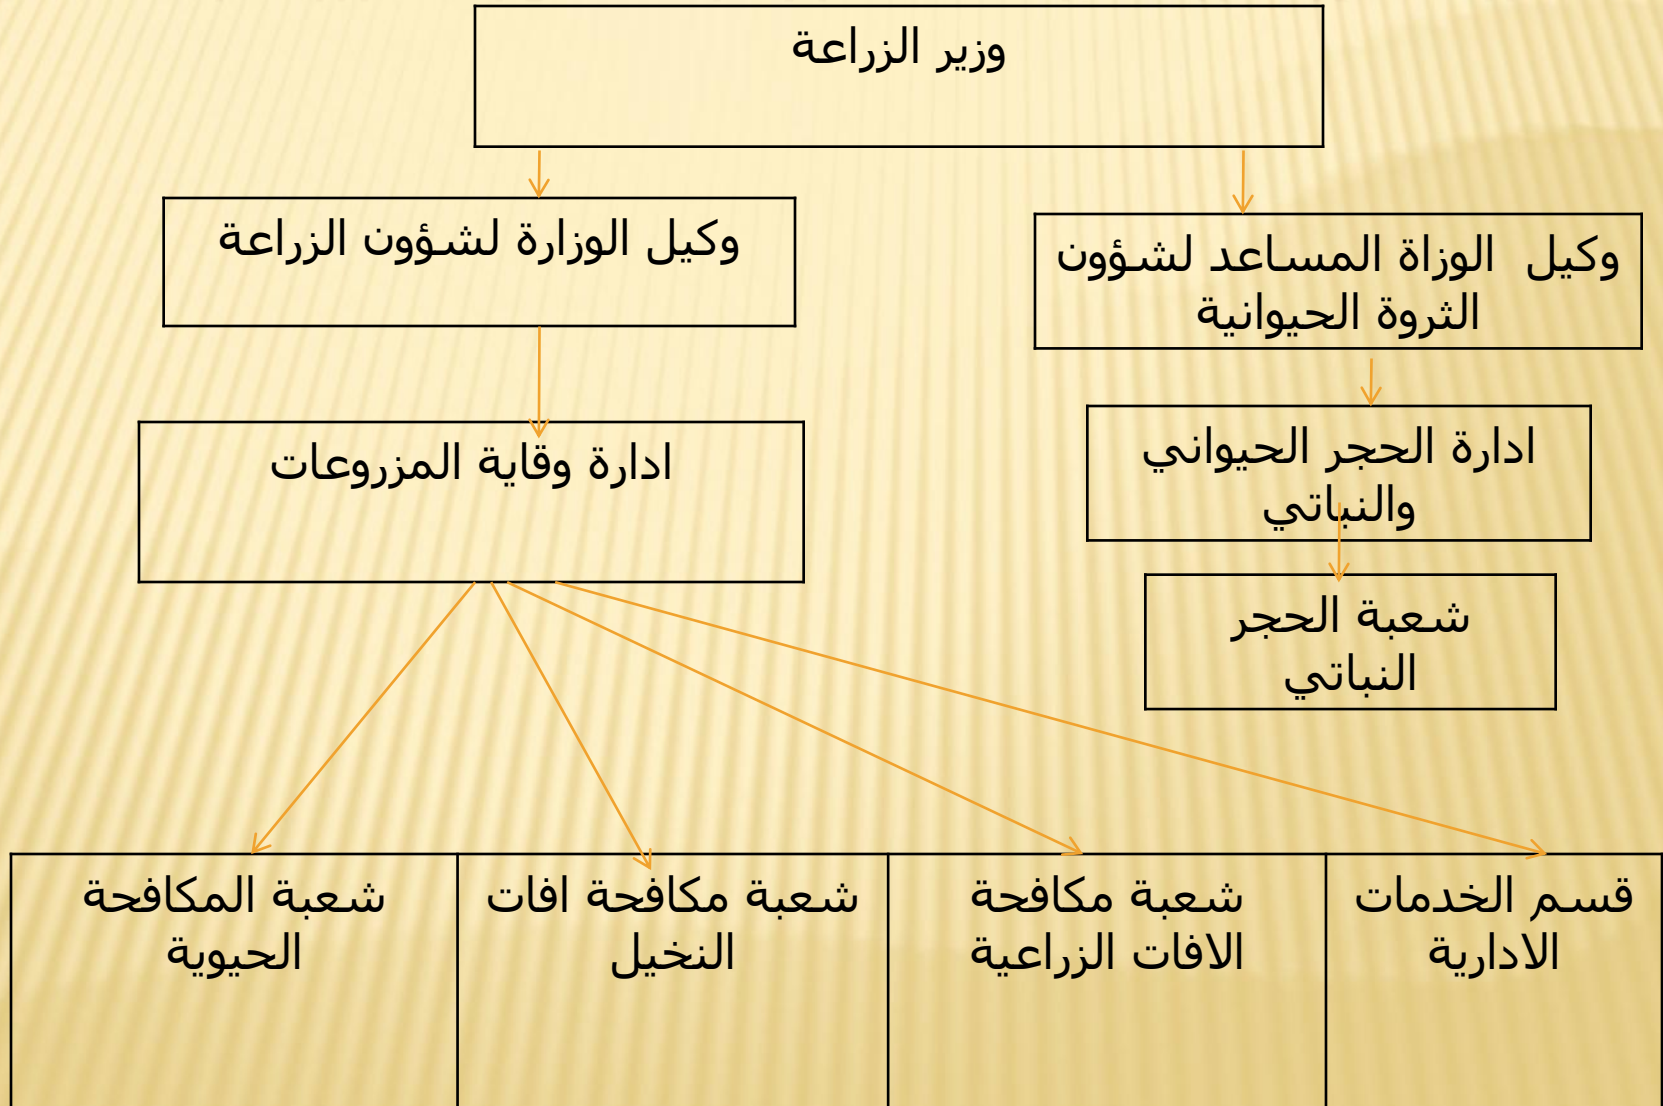 وزير الزراعة
وكيل الوزاة المساعد لشؤون
الثروة الحيوانية
وكيل الوزارة لشؤون الزراعة
ادارة الحجر الحيواني
والنباتي
ادارة وقاية المزروعات
شعبة الحجر
النباتي
قسم الخدمات
الادارية
شعبة مكافحة
الافات الزراعية
شعبة مكافحة افات
النخيل
شعبة المكافحة
الحيوية